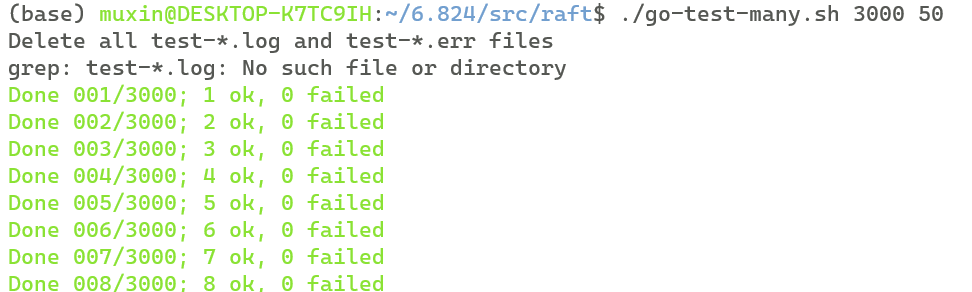 (base) muxin@DESKTOP-K7TC9IH:~/6.824/src/raft$ ./go-test-many.sh 3000 50
Delete all test-*.log and test-*.err files
grep: test-*.log: No such file or directory
Done 001/3000; 1 ok, 0 failed
Done 002/3000; 2 ok, 0 failed
Done 003/3000; 3 ok, 0 failed
Done 004/3000; 4 ok, 0 failed
Done 005/3000; 5 ok, 0 failed
Done 006/3000; 6 ok, 0 failed
Done 007/3000; 7 ok, 0 failed
Done 008/3000; 8 ok, 0 failed